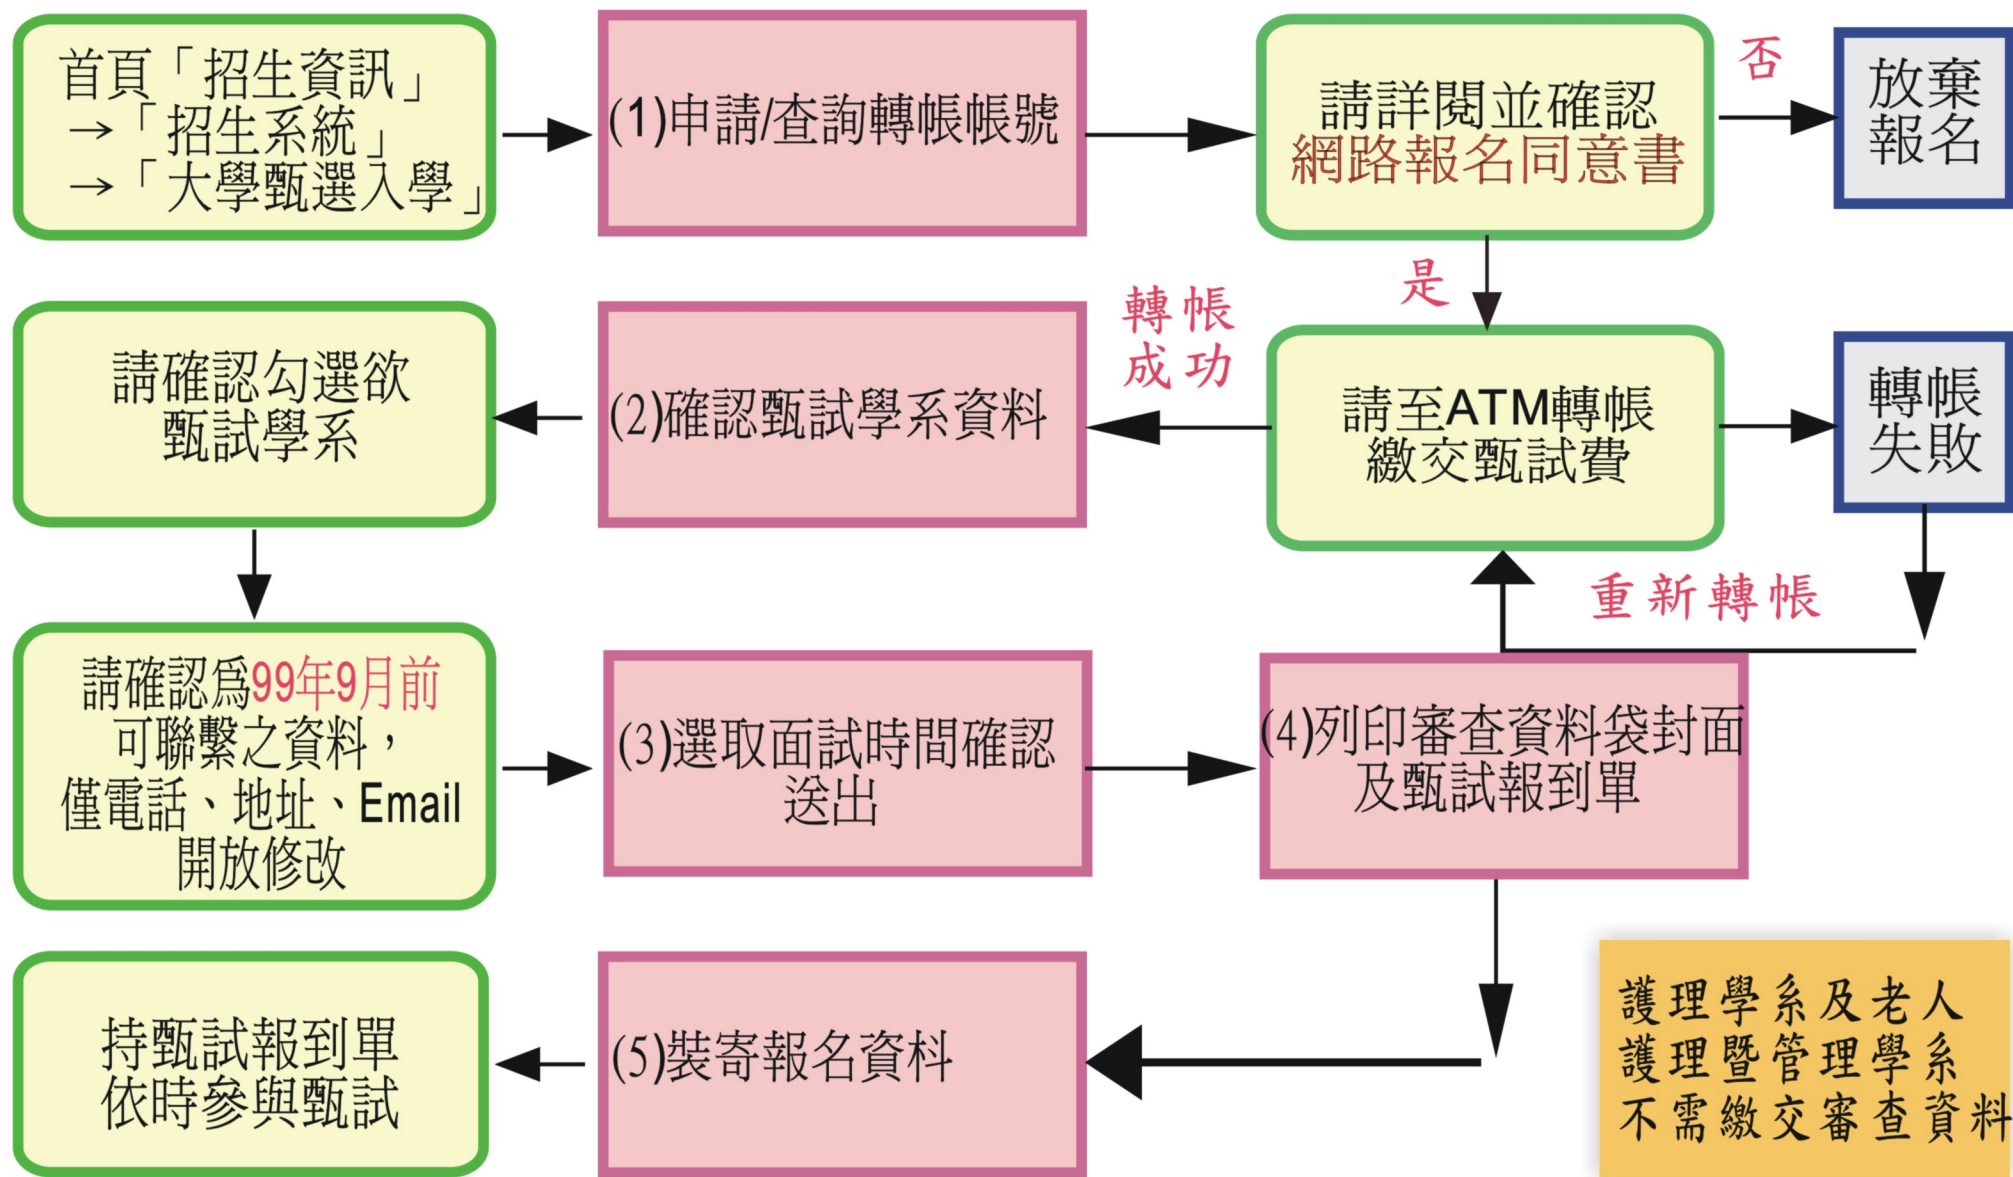 首頁「招生資訊」
→「招生系統」
→「大學甄選入學」
(1)申請/查詢轉帳帳號
請詳閱並確認
網路報名同意書
否
放棄
報名
是
請至ATM轉帳
繳交甄試費
轉帳
失敗
重新轉帳
轉帳
成功
(2)確認甄試學系資料
請確認勾選欲
甄試學系
請確認爲99年9月前
可聯繫之資料，
僅電話、地址、Email
開放修改
(3)選取面試時間確認
送出
(4)列印審查資料袋封面
及甄試報到單
(5)裝寄報名資料
持甄試報到單
依時參與甄試
護理學系及老人
護理暨管理學系
不需繳交審查資料